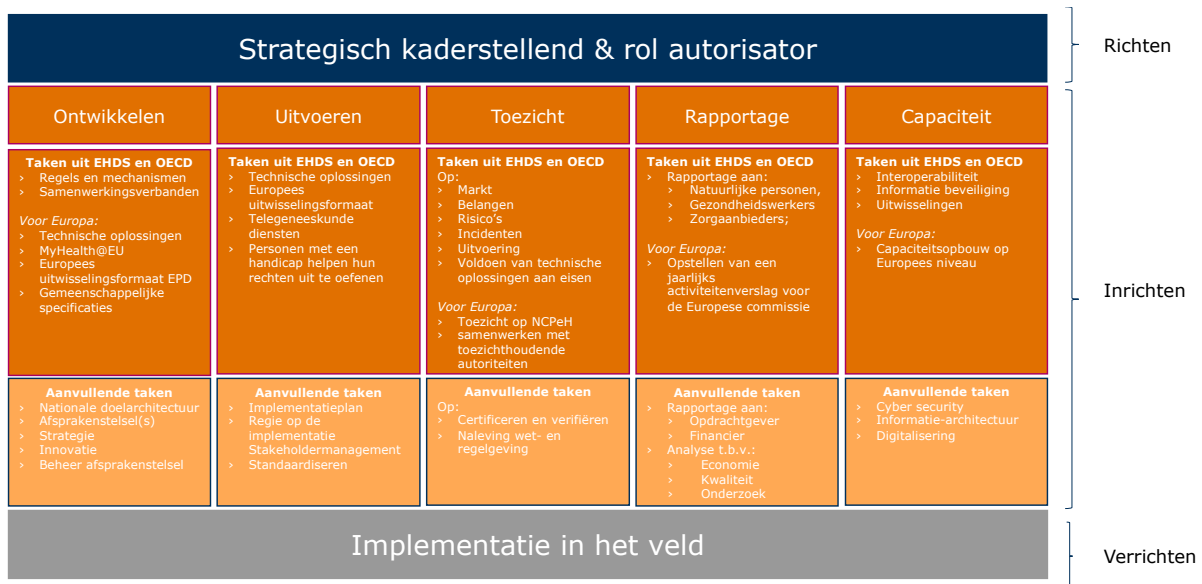 Strategisch kaderstellend & rol autorisator
Richten
Ontwikkelen
Taken uit EHDS en OECD
› Regels en mechanismen
› Samenwerkingsverbanden
Voor Europa:
› Technische oplossingen
› MyHealth@EU
› Europees
uitwisselingsformaat EPD
› Gemeenschappelijke
specificaties
Aanvullende taken
› Nationale doelarchitectuur
› Afsprakenstelsel(s)
› Strategie
› Innovatie
› Beheer afsprakenstelsel
Uitvoeren
Taken uit EHDS en OECD
› Technische oplossingen
› Europees
uitwisselingsformaat
› Telegeneeskunde
diensten
› Personen met een
handicap helpen hun
rechten uit te oefenen
Aanvullende taken
› Implementatieplan
› Regie op de
implementatie
Stakeholdermanagement
› Standaardiseren
Toezicht
Taken uit EHDS en OECD
Op:
› Markt
› Belangen
› Risico's
› Incidenten
› Uitvoering
› Voldoen van technische
oplossingen aan eisen
Voor Europa:
› Toezicht op NCPeH
› samenwerken met
toezichthoudende
autoriteiten
Aanvullende taken
Op:
› Certificeren en verifiëren
› Naleving wet- en
regelgeving
Rapportage
Taken uit EHDS en OECD
› Rapportage aan:
› Natuurlijke personen,
› Gezondheidswerkers
› Zorgaanbieders;
Voor Europa:
› Opstellen van een
jaarlijks
activiteitenverslag voor
de Europese commissie
Aanvullende taken
› Rapportage aan:
› Opdrachtgever
› Financier
› Analyse t.b.v.:
› Economie
› Kwaliteit
› Onderzoek
Capaciteit
Taken uit EHDS en OECD
› Interoperabiliteit
› Informatie beveiliging
› Uitwisselingen
Voor Europa:
› Capaciteitsopbouw op
Europees niveau
Aanvullende taken
› Cyber security
› Informatie-architectuur
› Digitalisering
Inrichten
Implementatie in het veld
Verrichten